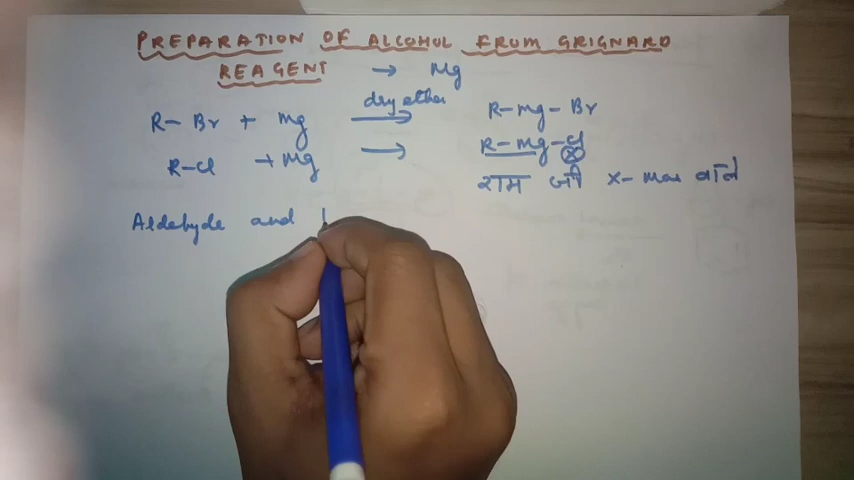 PREPARATION OF ALCOHOL FROM GRIGNARD
REAGENT → Mg
R-Br + Mg dry ether → R-Mg-Br
R-Cl + Mg → R-Mg-Cl
X
राम जी X-mas वाले
Aldehyde and